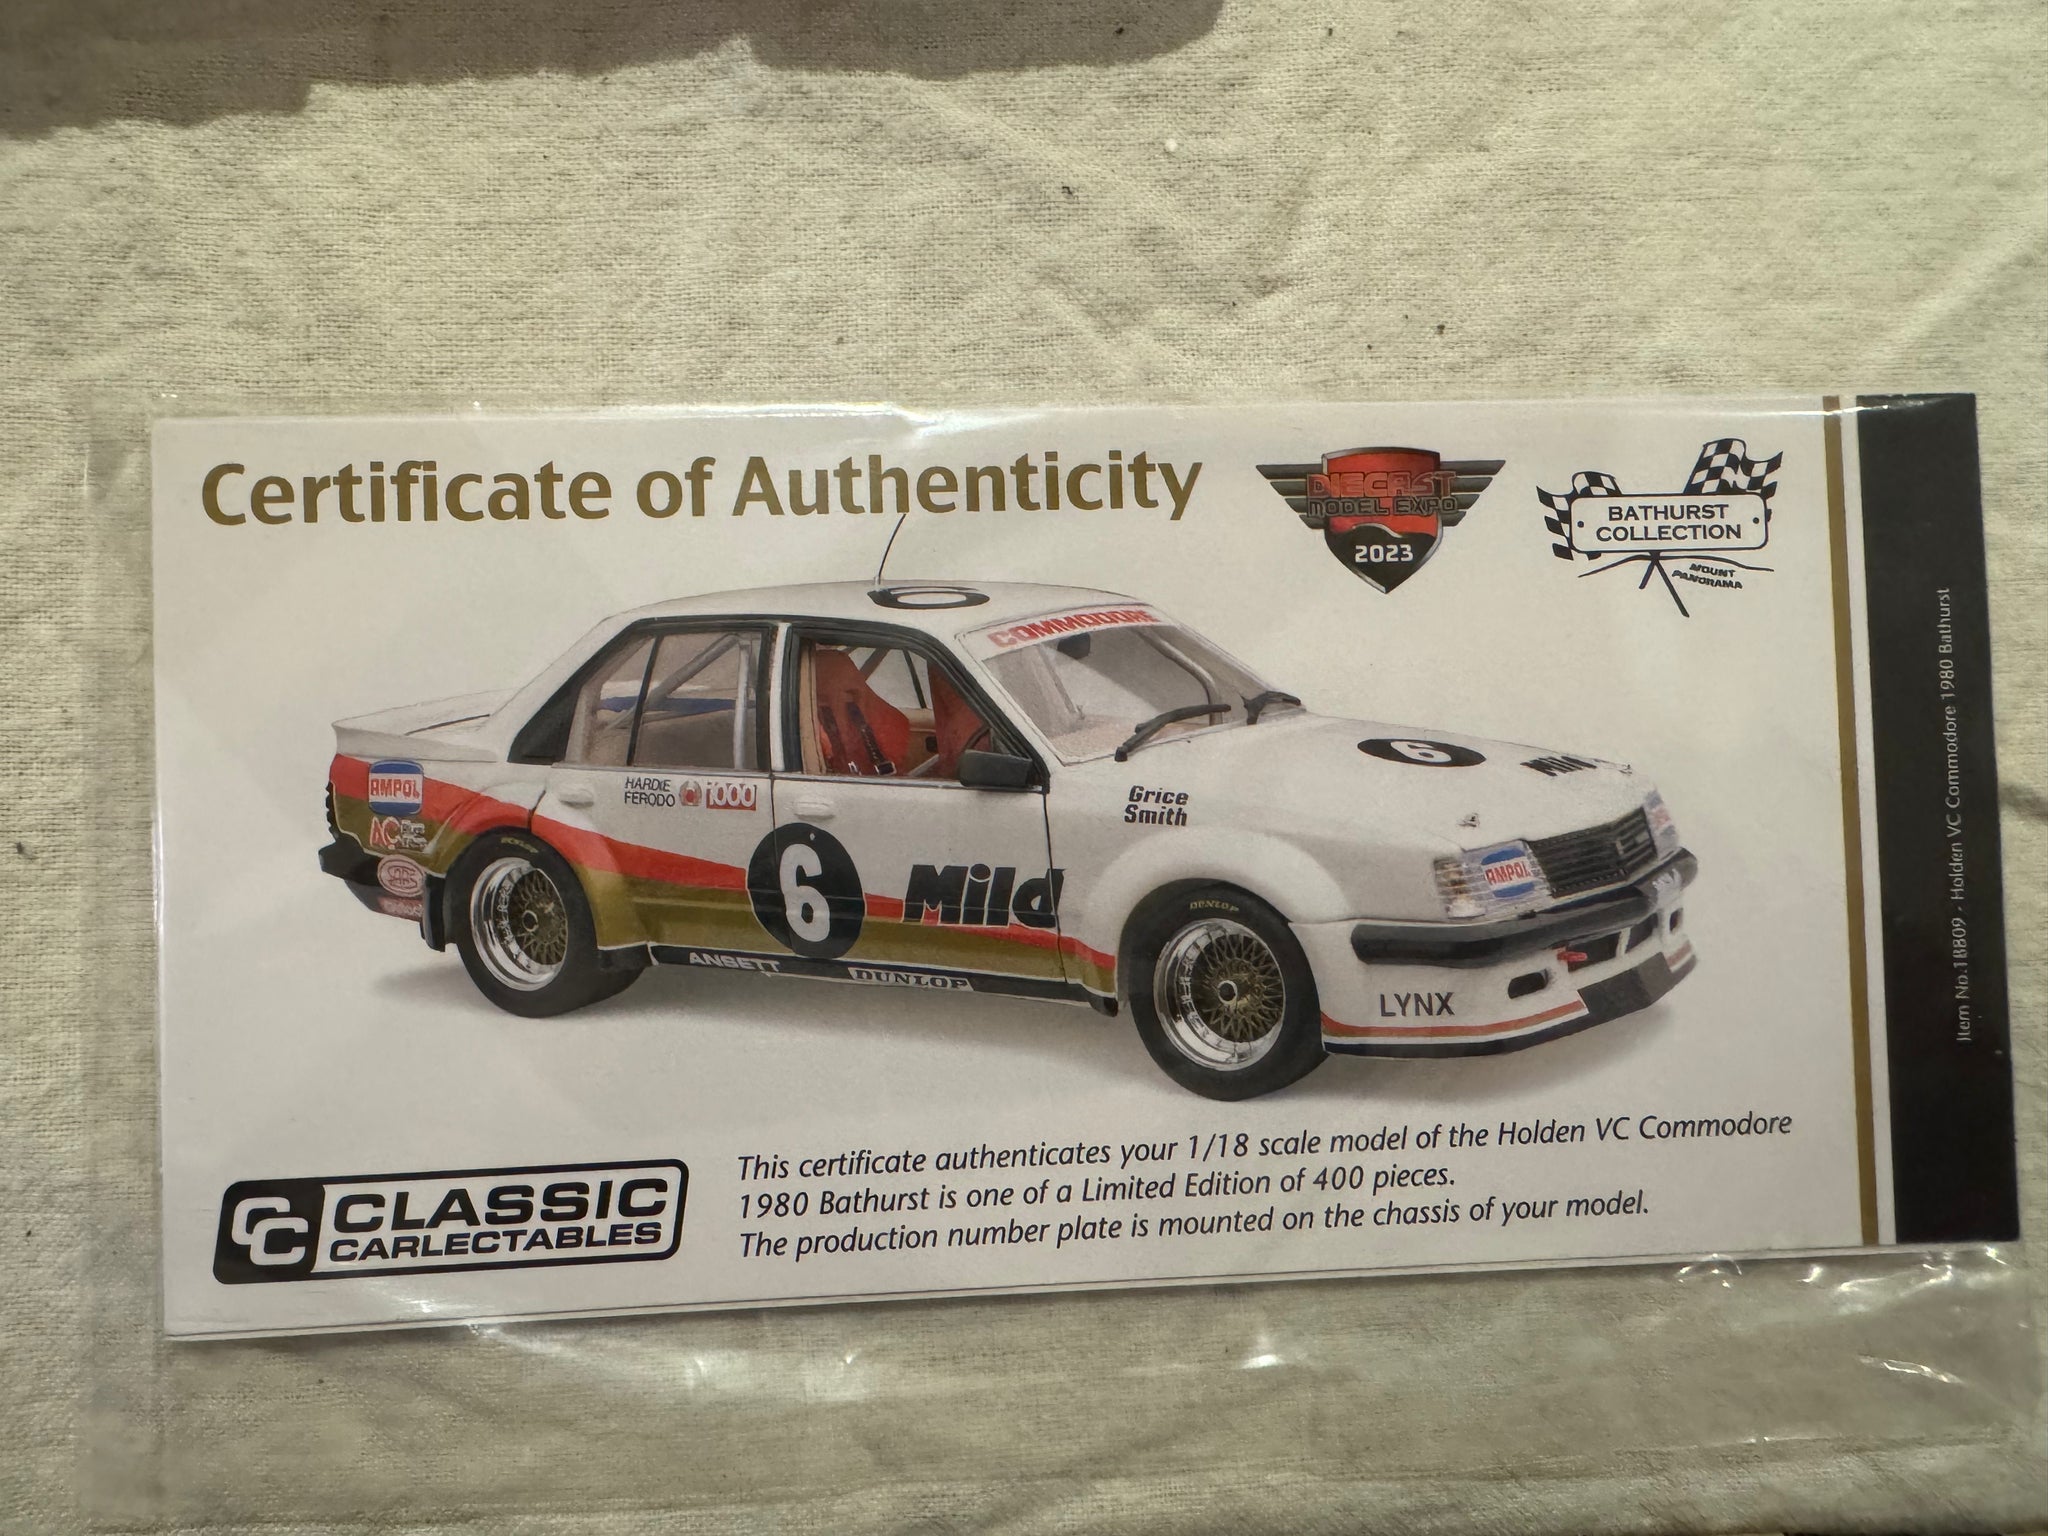 Certificate of Authenticity
DIECAST
MODEL EXPO
2023
BATHURST
COLLECTION
MOUNT
PANORAMA
COMMODORE
6
Mild
AMPOL
HARDIE
FERODO
1000
Grice
Smith
6
Mild
AMPOL
ANSETT
DUNLOP
DUNLOP
LYNX
CC CLASSIC
CARLECTABLES
This certificate authenticates your 1/18 scale model of the Holden VC Commodore
1980 Bathurst is one of a Limited Edition of 400 pieces.
The production number plate is mounted on the chassis of your model.
Item No.18809 - Holden VC Commodore 1980 Bathurst